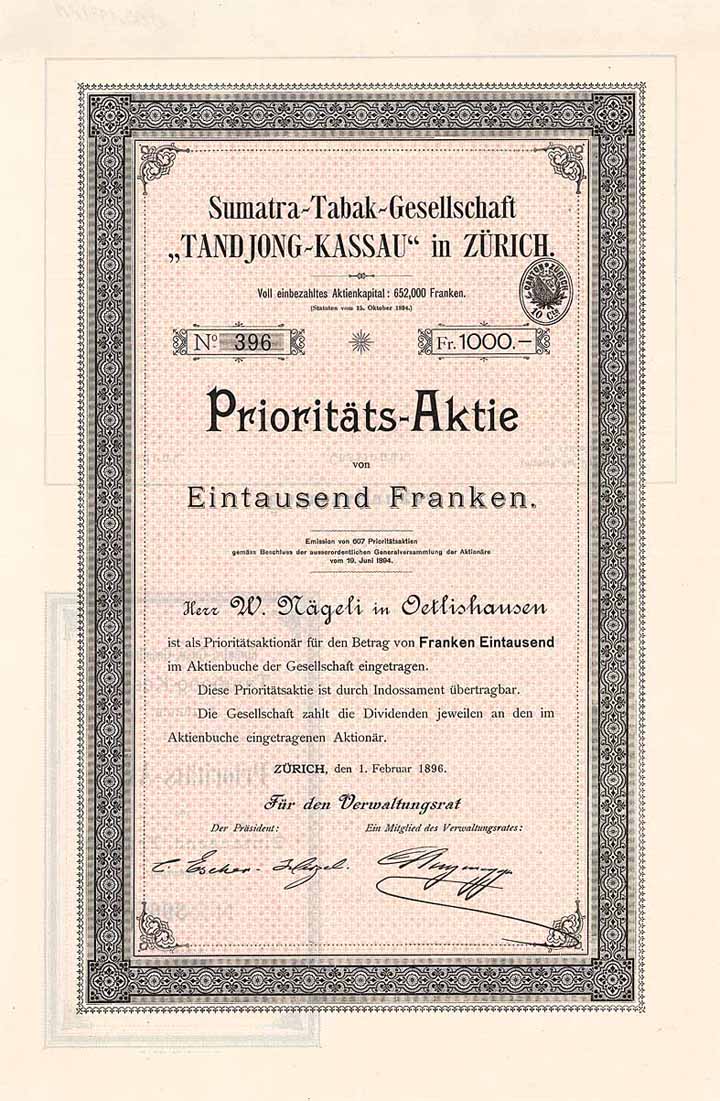 Sumatra-Tabak-Gesellschaft
„TANDJONG-KASSAU“ in ZÜRICH.
Voll einbezahltes Aktienkapital: 652,000 Franken.
(Statuten vom 15. Oktober 1894.)
CANTON ZÜRICH
10 Cts
No. 396
Fr. 1000.—
Prioritäts-Aktie
von
Eintausend Franken.
Emission von 607 Prioritätsaktien
gemäss Beschluss der ausserordentlichen Generalversammlung der Aktionäre
vom 19. Juni 1894.
Herr W. Nägeli in Oetlishausen
ist als Prioritätsaktionär für den Betrag von Franken Eintausend
im Aktienbuche der Gesellschaft eingetragen.
Diese Prioritätsaktie ist durch Indossament übertragbar.
Die Gesellschaft zahlt die Dividenden jeweilen an den im
Aktienbuche eingetragenen Aktionär.
ZÜRICH, den 1. Februar 1896.
Für den Verwaltungsrat
Der Präsident:
Ein Mitglied des Verwaltungsrates:
C. Escher-